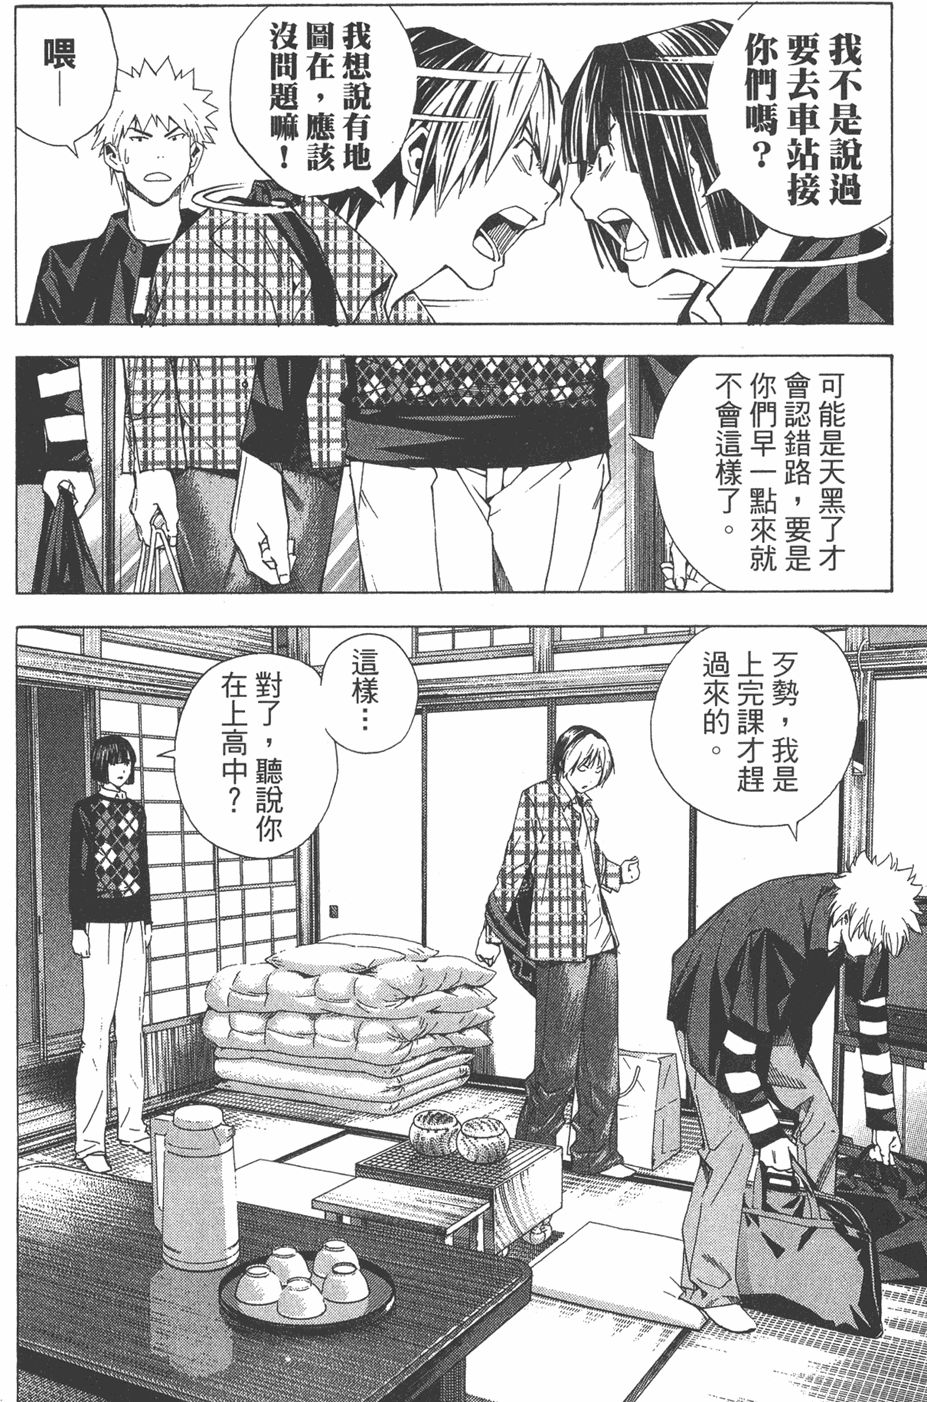 我不是說過
要去車站接
你們嗎？
我想說有地
圖在，應該
沒問題嘛！
喂—
可能是天黑了才
會認錯路，要是
你們早一點來就
不會這樣了。
歹勢，我是
上完課才趕
過來的。
這樣…
對了，聽說你
在上高中？